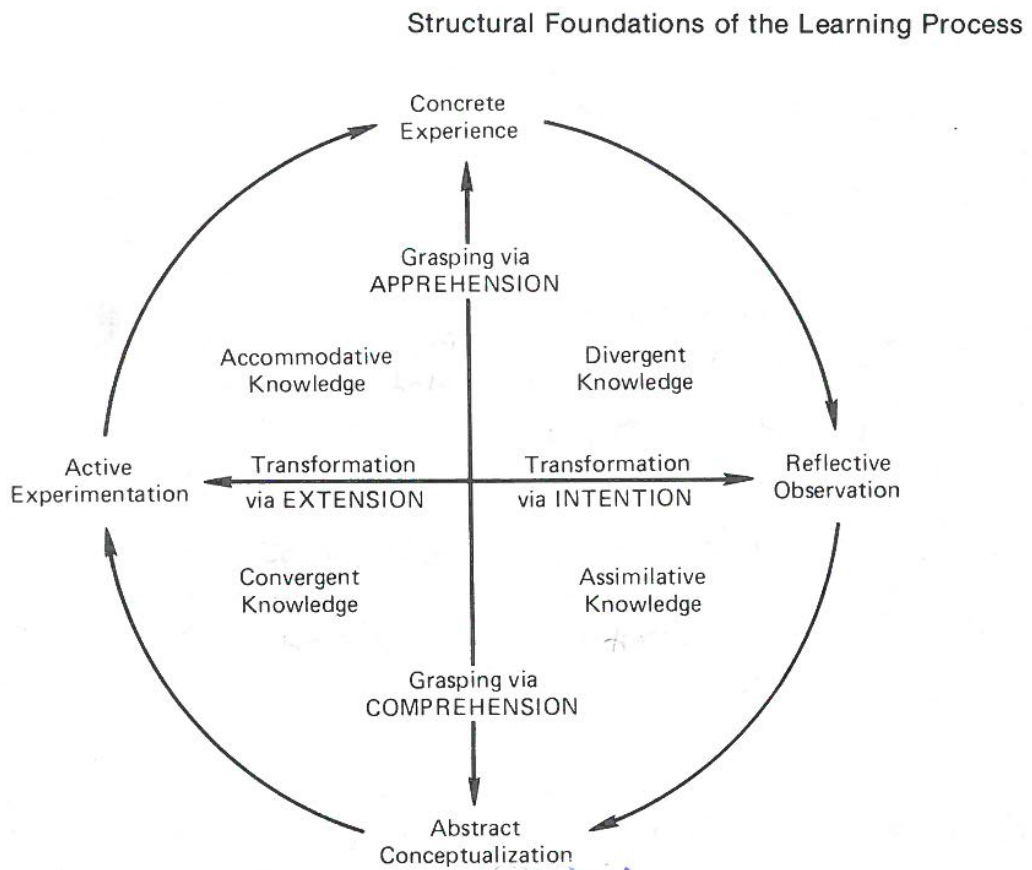 Structural Foundations of the Learning Process
Concrete
Experience
Grasping via
APPREHENSION
Accommodative
Knowledge
Divergent
Knowledge
Active
Experimentation
Transformation
via EXTENSION
Transformation
via INTENTION
Reflective
Observation
Convergent
Knowledge
Assimilative
Knowledge
Grasping via
COMPREHENSION
Abstract
Conceptualization